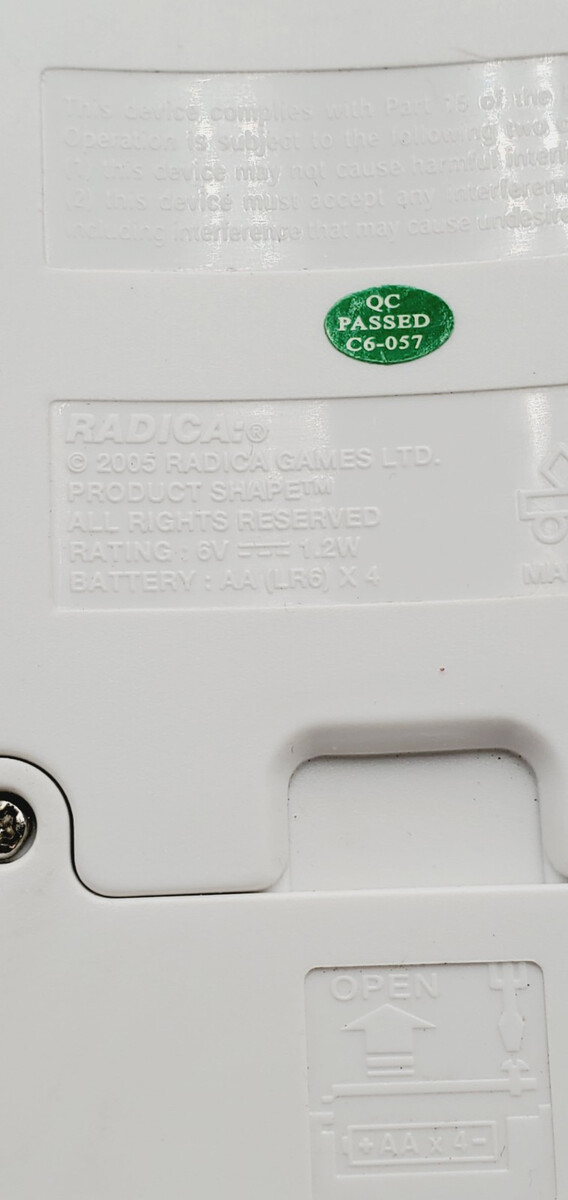 This device complies with Part 15 of the
Operation is subject to the following two
(1) this device may not cause harmful
(2) this device must accept any
including interference that may cause
QC
PASSED
C6-057
RADICA:®
© 2005 RADICA GAMES LTD.
PRODUCT SHAPE™
ALL RIGHTS RESERVED
RATING : 6V ⎓ 1.2W
BATTERY : AA (LR6) X 4
OPEN
+AA x 4-